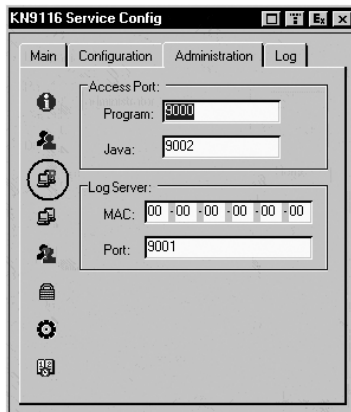 KN9116 Service Config
Main Configuration Administration Log
Access Port:
Program: 9000
Java: 9002
Log Server:
MAC: 00 -00 -00 -00 -00 -00
Port: 9001